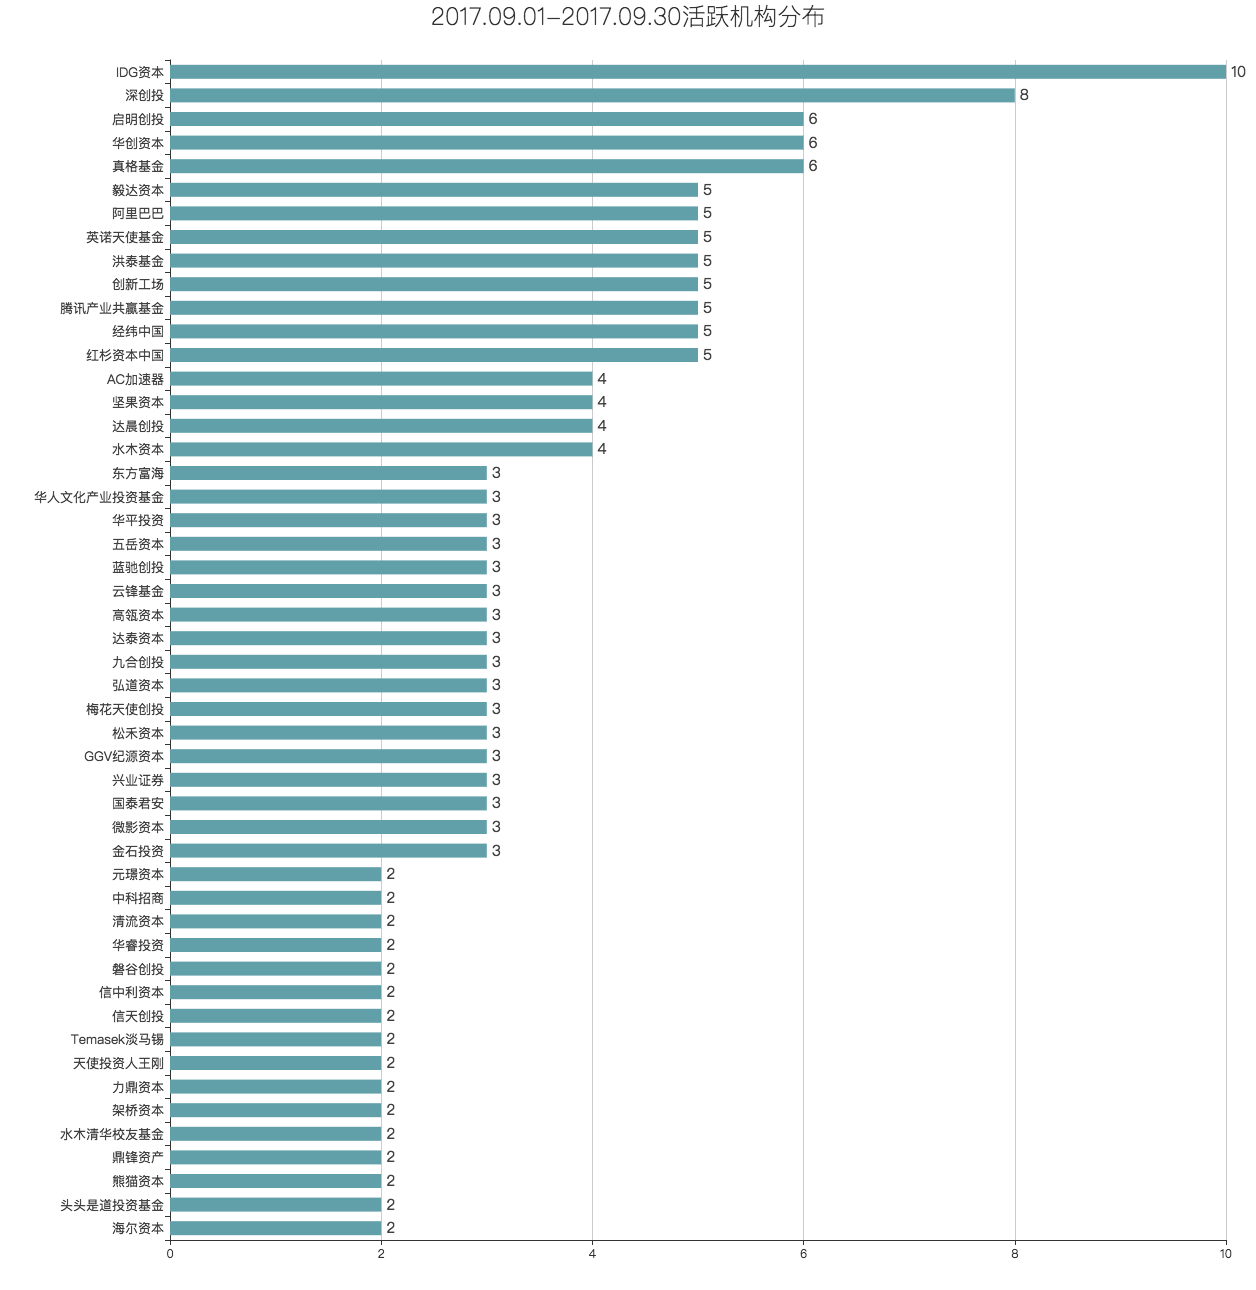 2017.09.01-2017.09.30活跃机构分布
IDG资本 10
深创投 8
启明创投 6
华创资本 6
真格基金 6
毅达资本 5
阿里巴巴 5
英诺天使基金 5
洪泰基金 5
创新工场 5
腾讯产业共赢基金 5
经纬中国 5
红杉资本中国 5
AC加速器 4
坚果资本 4
达晨创投 4
水木资本 4
东方富海 3
华人文化产业投资基金 3
华平投资 3
五岳资本 3
蓝驰创投 3
云锋基金 3
高瓴资本 3
达泰资本 3
九合创投 3
弘道资本 3
梅花天使创投 3
松禾资本 3
GGV纪源资本 3
兴业证券 3
国泰君安 3
微影资本 3
金石投资 3
元璟资本 2
中科招商 2
清流资本 2
华睿投资 2
磐谷创投 2
信中利资本 2
信天创投 2
Temasek淡马锡 2
天使投资人王刚 2
力鼎资本 2
架桥资本 2
水木清华校友基金 2
鼎锋资产 2
熊猫资本 2
头头是道投资基金 2
海尔资本 2
0 2 4 6 8 10